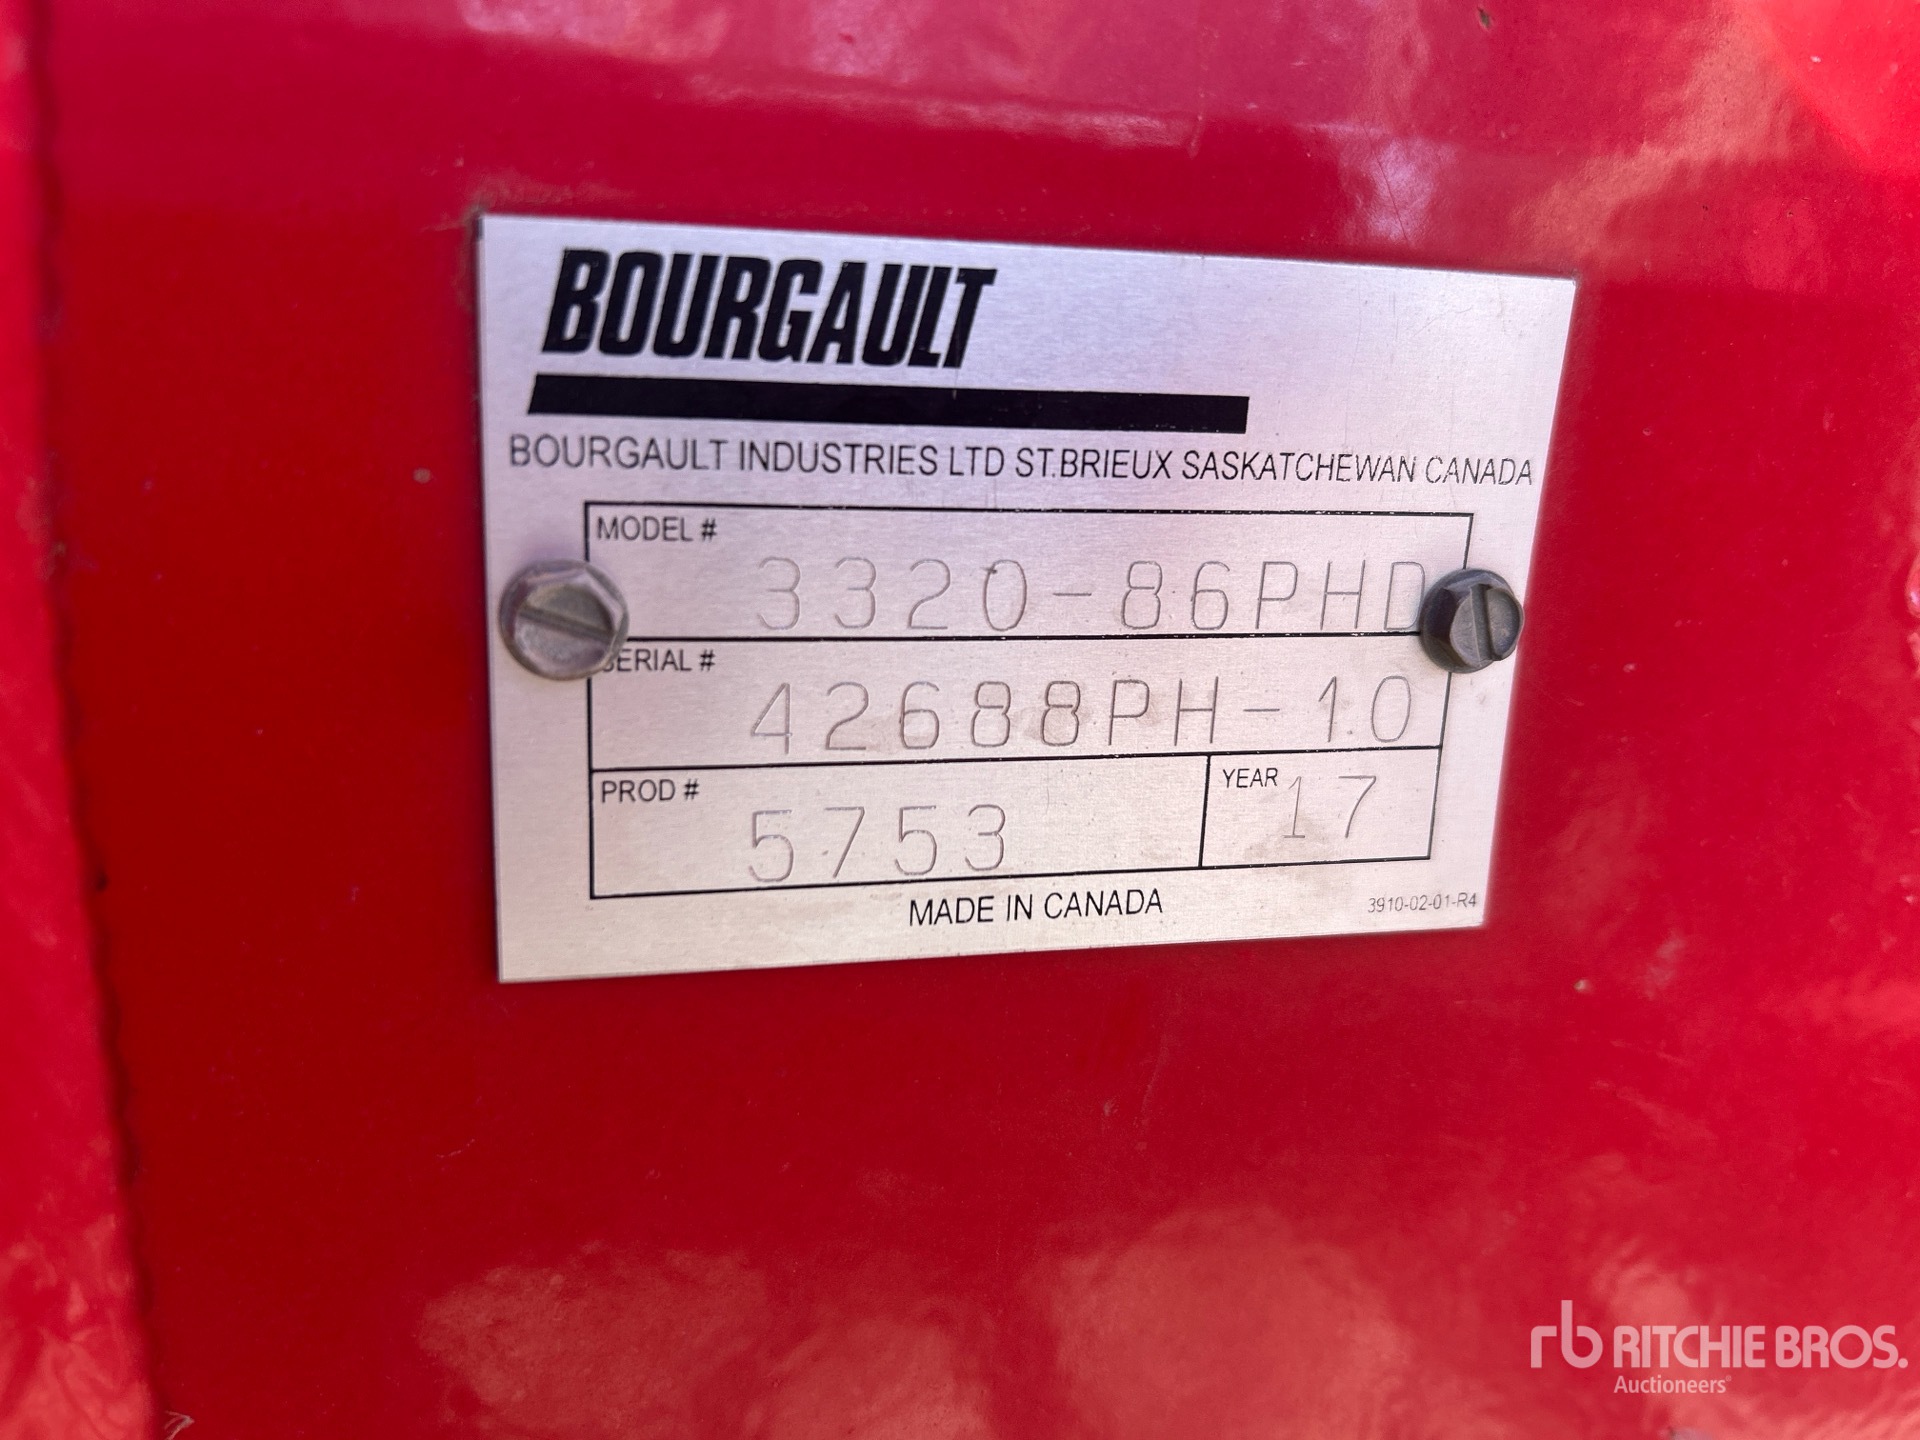 BOURGAULT
BOURGAULT INDUSTRIES LTD ST.BRIEUX SASKATCHEWAN CANADA
MODEL #
3320-86PHD
SERIAL #
42688PH-10
PROD #
5753
YEAR
17
MADE IN CANADA
3910-02-01-R4
rb RITCHIE BROS.
Auctioneers